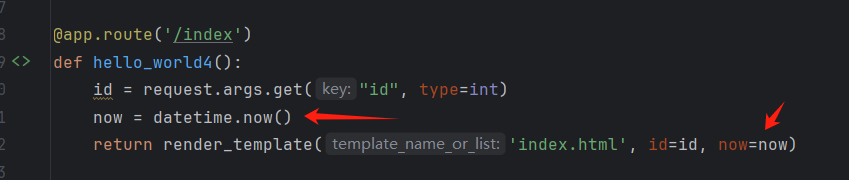 @app.route('/index')
def hello_world4():
    id = request.args.get( key: "id", type=int)
    now = datetime.now()
    return render_template( template_name_or_list: 'index.html', id=id, now=now)